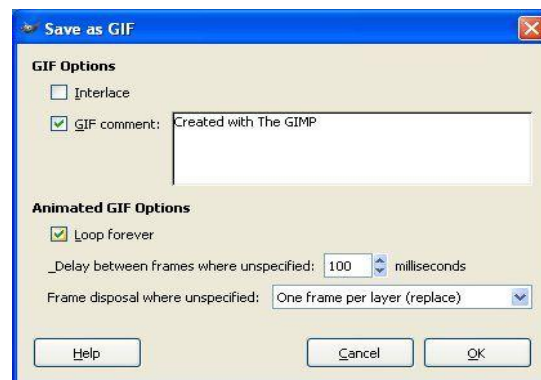 Save as GIF
GIF Options
Interlace
GIF comment: Created with The GIMP
Animated GIF Options
Loop forever
_Delay between frames where unspecified: 100 milliseconds
Frame disposal where unspecified: One frame per layer (replace)
Help Cancel OK